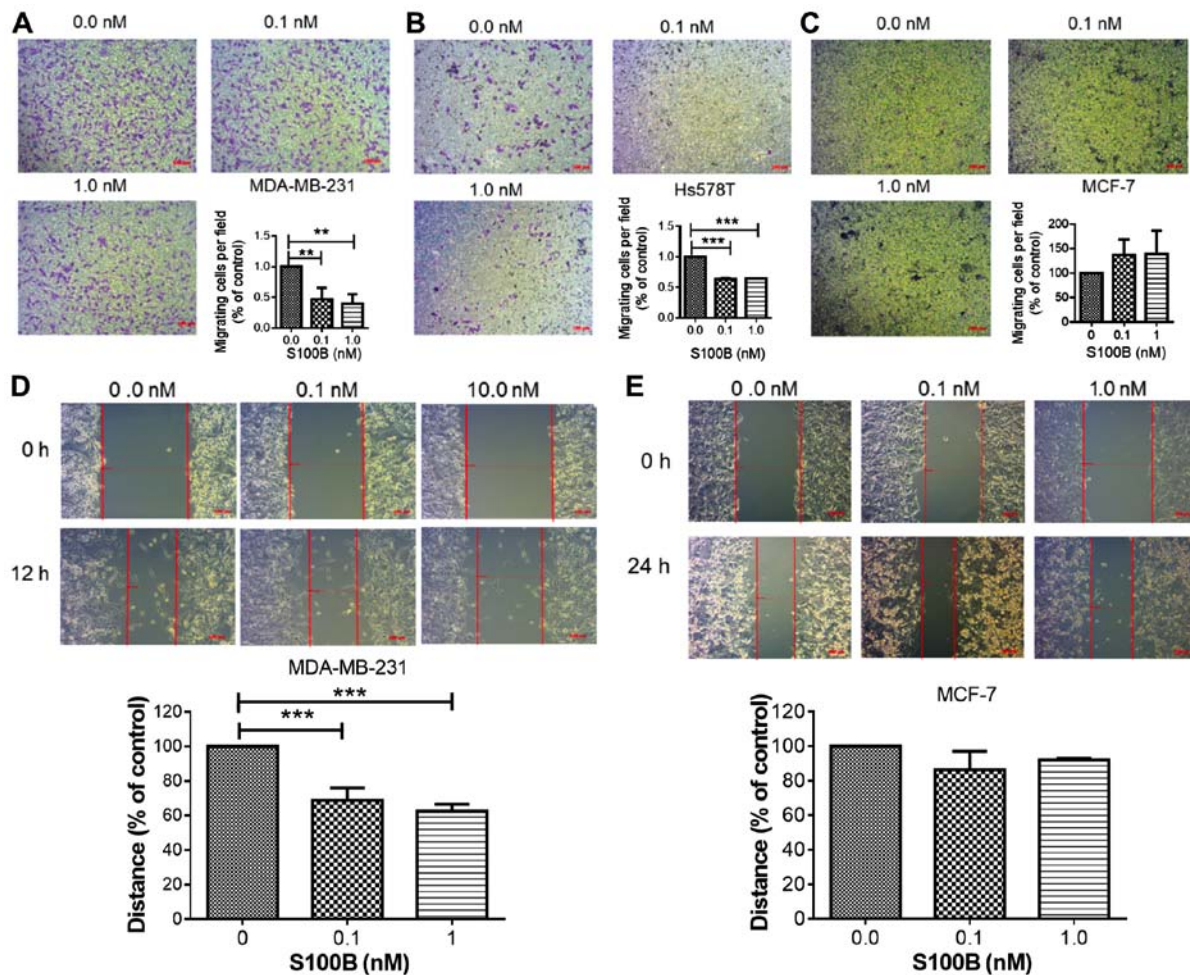 A
0.0 nM
0.1 nM
1.0 nM
MDA-MB-231
Migrating cells per field
(% of control)
1.5
1.0
0.5
0.0
**
**
0.0 0.1 1.0
S100B (nM)
B
0.0 nM
0.1 nM
1.0 nM
Hs578T
Migrating cells per field
(% of control)
1.5
1.0
0.5
0.0
***
***
0.0 0.1 1.0
S100B (nM)
C
0.0 nM
0.1 nM
1.0 nM
MCF-7
Migrating cells per field
(% of control)
200
150
100
50
0
0 0.1 1
S100B (nM)
D
0 .0 nM
0.1 nM
10.0 nM
0 h
12 h
MDA-MB-231
Distance (% of control)
120
100
80
60
40
20
0
***
***
0 0.1 1
S100B (nM)
E
0 .0 nM
0.1 nM
1.0 nM
0 h
24 h
MCF-7
Distance (% of control)
120
100
80
60
40
20
0
0.0 0.1 1.0
S100B (nM)